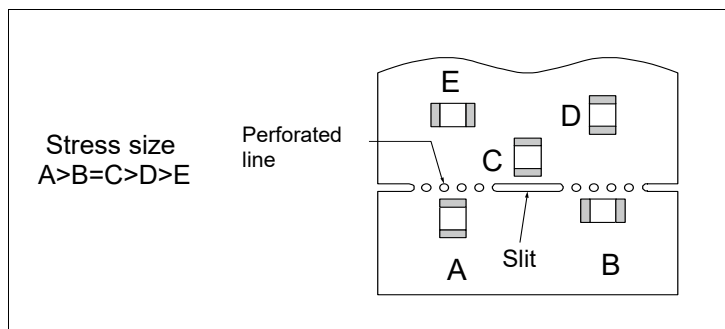 Stress size
A>B=C>D>E
Perforated
line
E
D
C
A
Slit
B